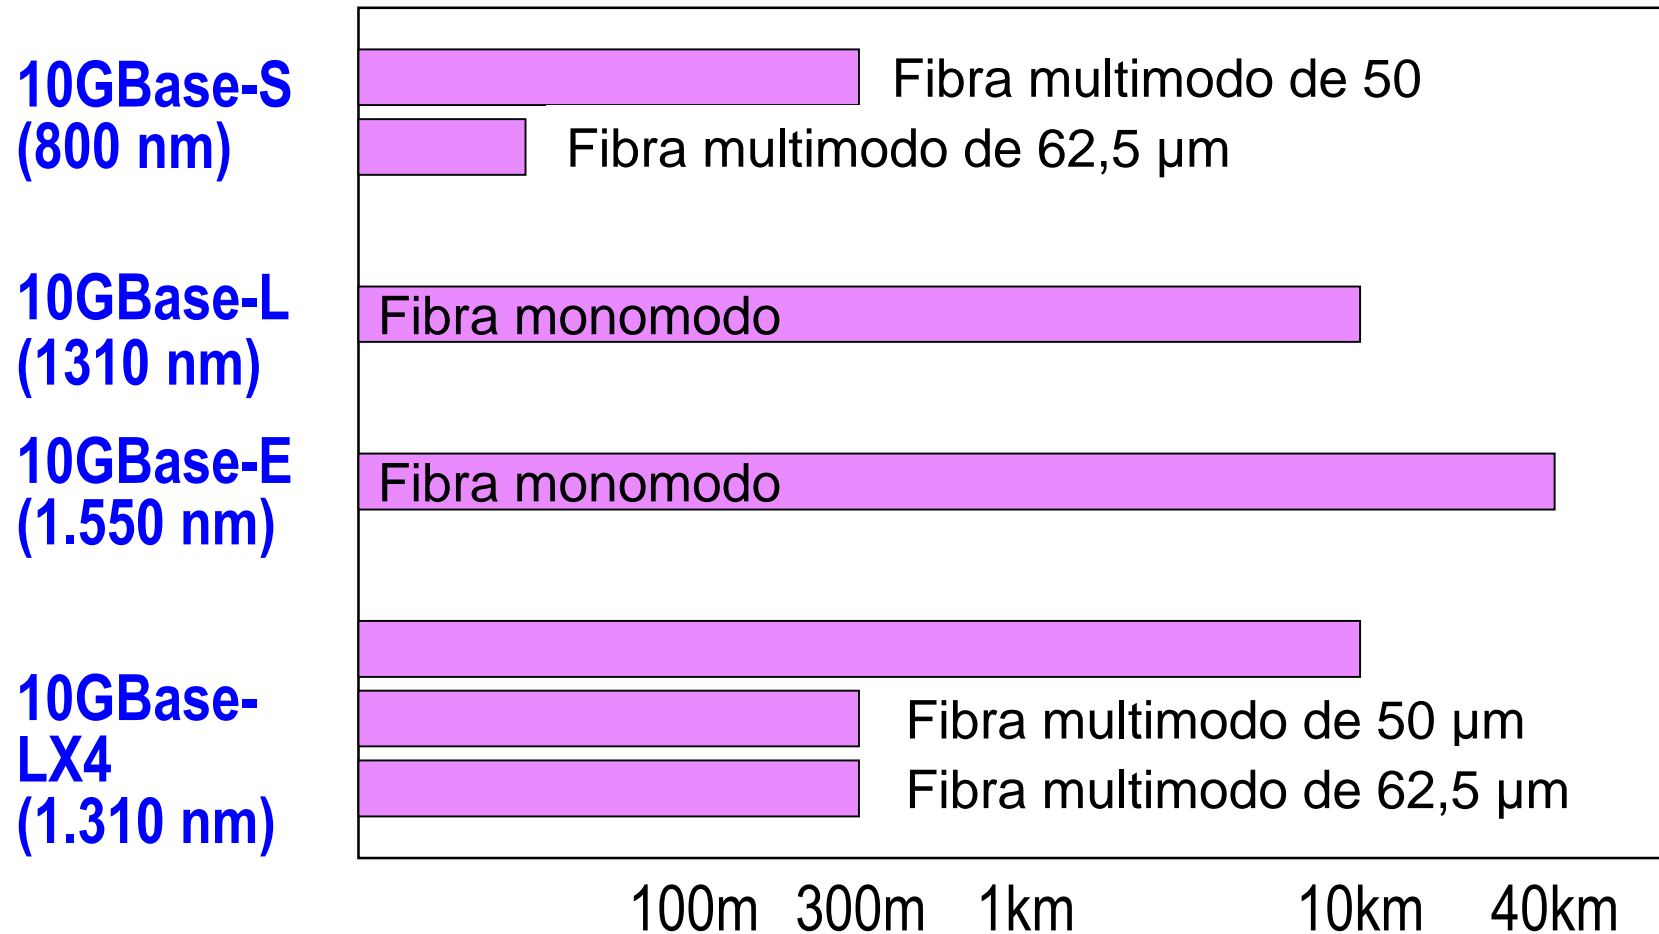 10GBase-S
(800 nm)
Fibra multimodo de 50
Fibra multimodo de 62,5 µm
10GBase-L
(1310 nm)
Fibra monomodo
10GBase-E
(1.550 nm)
Fibra monomodo
10GBase-
LX4
(1.310 nm)
Fibra multimodo de 50 µm
Fibra multimodo de 62,5 µm
100m 300m 1km 10km 40km